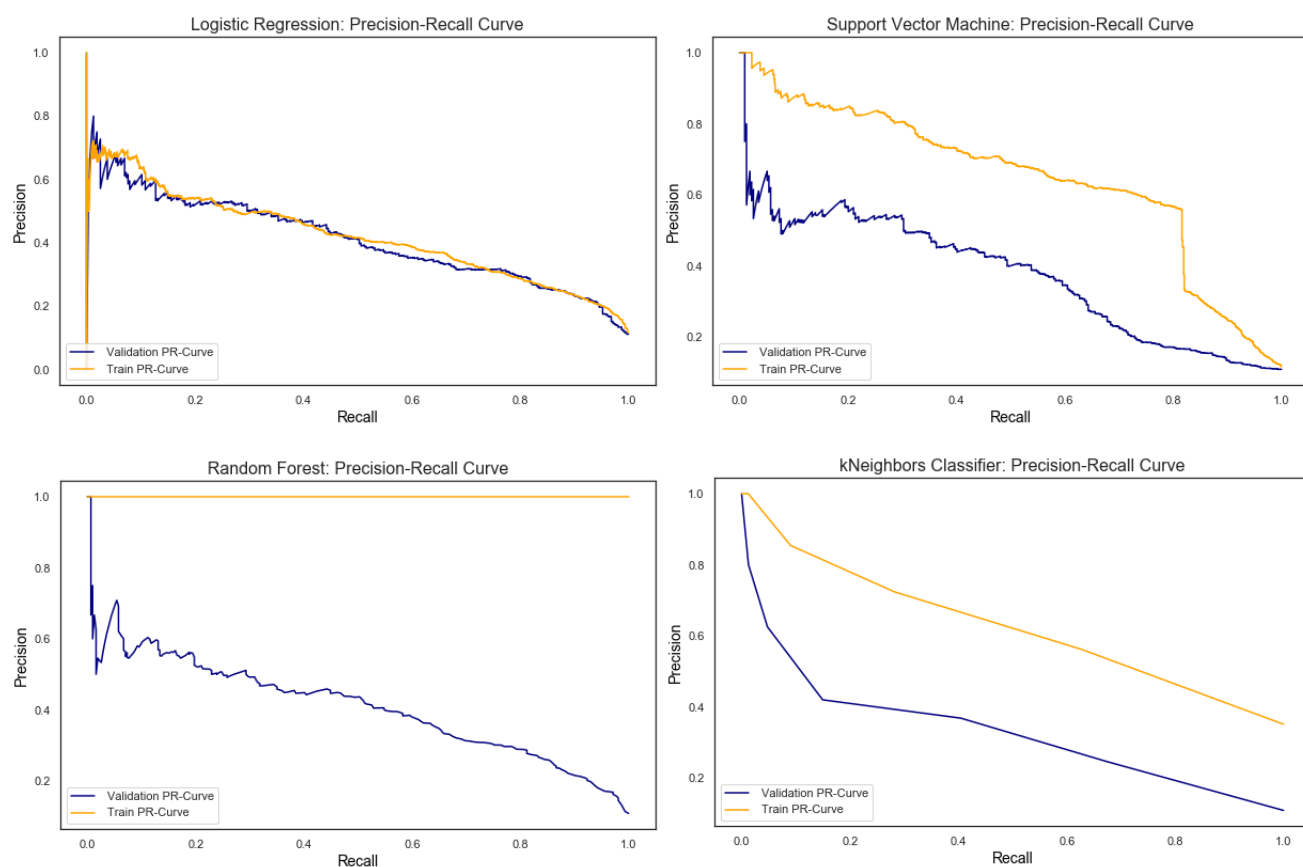 Logistic Regression: Precision-Recall Curve
1.0
0.8
0.6
0.4
0.2
0.0
Precision
Validation PR-Curve
Train PR-Curve
0.0 0.2 0.4 0.6 0.8 1.0
Recall
Support Vector Machine: Precision-Recall Curve
1.0
0.8
0.6
0.4
0.2
Precision
Validation PR-Curve
Train PR-Curve
0.0 0.2 0.4 0.6 0.8 1.0
Recall
Random Forest: Precision-Recall Curve
1.0
0.8
0.6
0.4
0.2
Precision
Validation PR-Curve
Train PR-Curve
0.0 0.2 0.4 0.6 0.8 1.0
Recall
kNeighbors Classifier: Precision-Recall Curve
1.0
0.8
0.6
0.4
0.2
Precision
Validation PR-Curve
Train PR-Curve
0.0 0.2 0.4 0.6 0.8 1.0
Recall